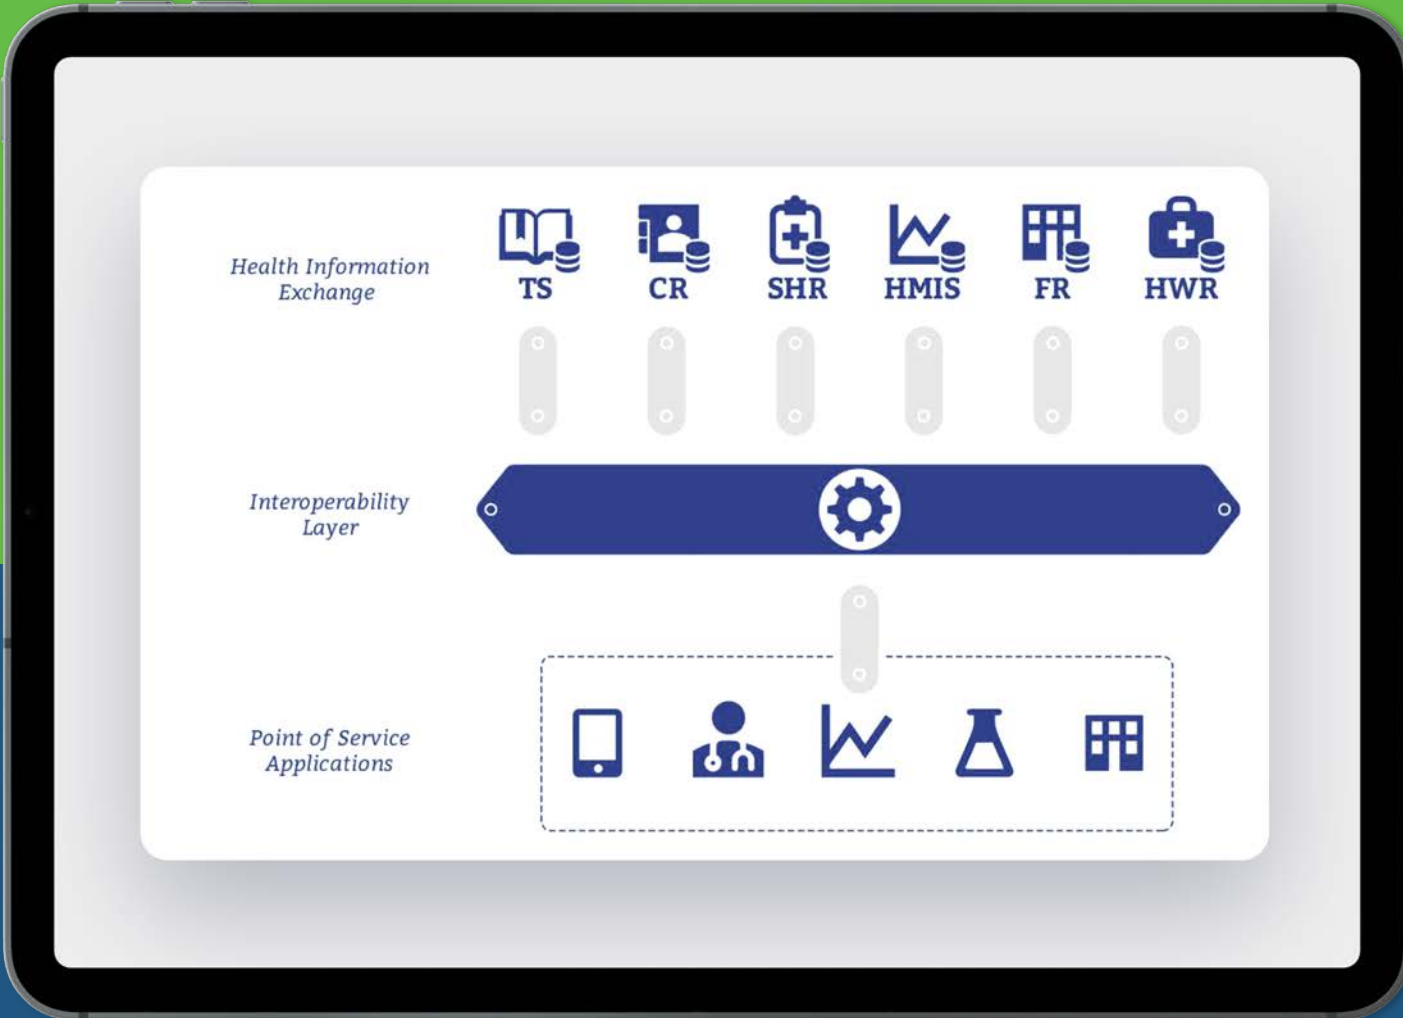 Health Information
Exchange
TS
CR
SHR
HMIS
FR
HWR
Interoperability
Layer
Point of Service
Applications